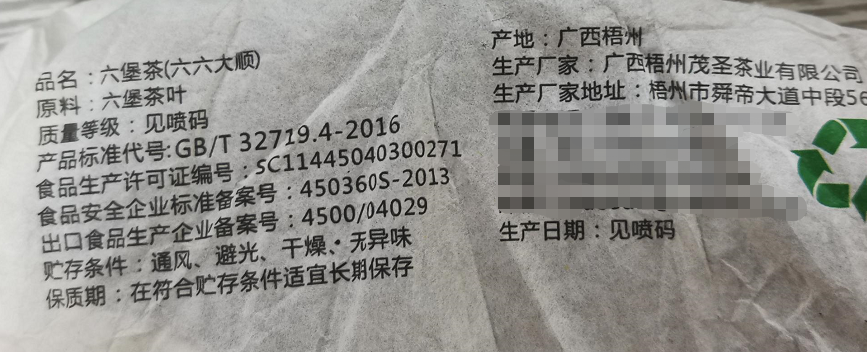 品名：六堡茶(六六大顺)
原料：六堡茶叶
质量等级：见喷码
产品标准代号:GB/T 32719.4-2016
食品生产许可证编号：SC11445040300271
食品安全企业标准备案号：450360S-2013
出口食品生产企业备案号：4500/04029
贮存条件：通风、避光、干燥、无异味
保质期：在符合贮存条件适宜长期保存
产地：广西梧州
生产厂家：广西梧州茂圣茶业有限公司
生产厂家地址：梧州市舜帝大道中段56
生产日期：见喷码